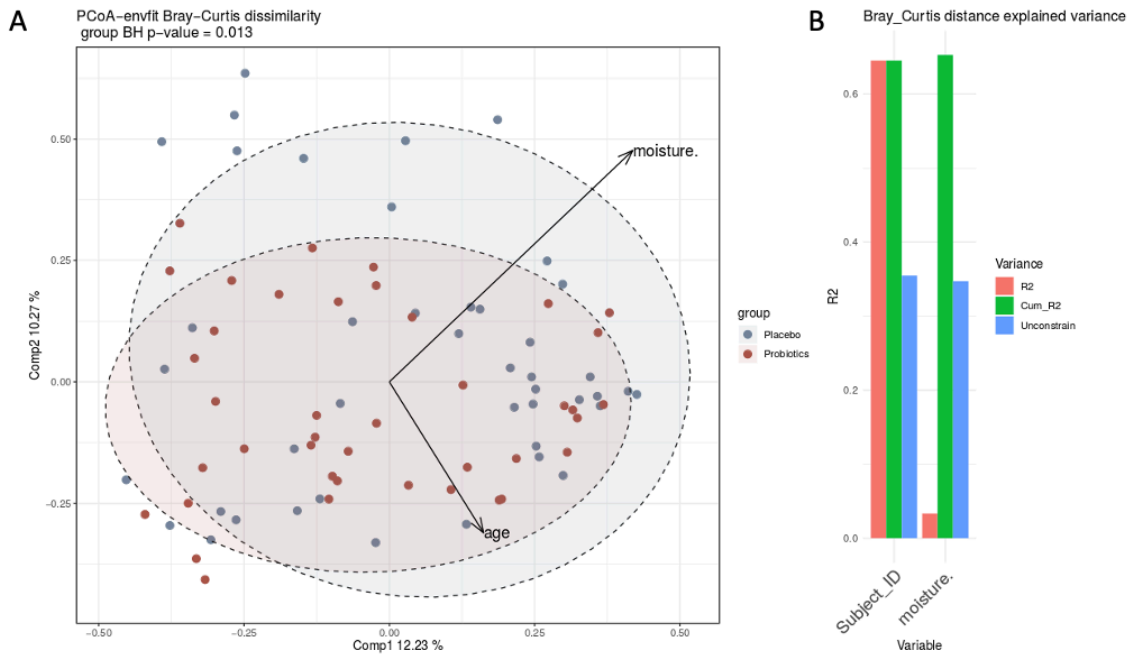 A
PCoA-envfit Bray-Curtis dissimilarity
group BH p-value = 0.013
Comp2 10.27 %
0.50
0.25
0.00
-0.25
moisture.
age
-0.50
-0.25
0.00
0.25
0.50
Comp1 12.23 %
group
Placebo
Probiotics
B
Bray_Curtis distance explained variance
R2
0.6
0.4
0.2
0.0
Subject_ID
moisture.
Variable
Variance
R2
Cum_R2
Unconstrain